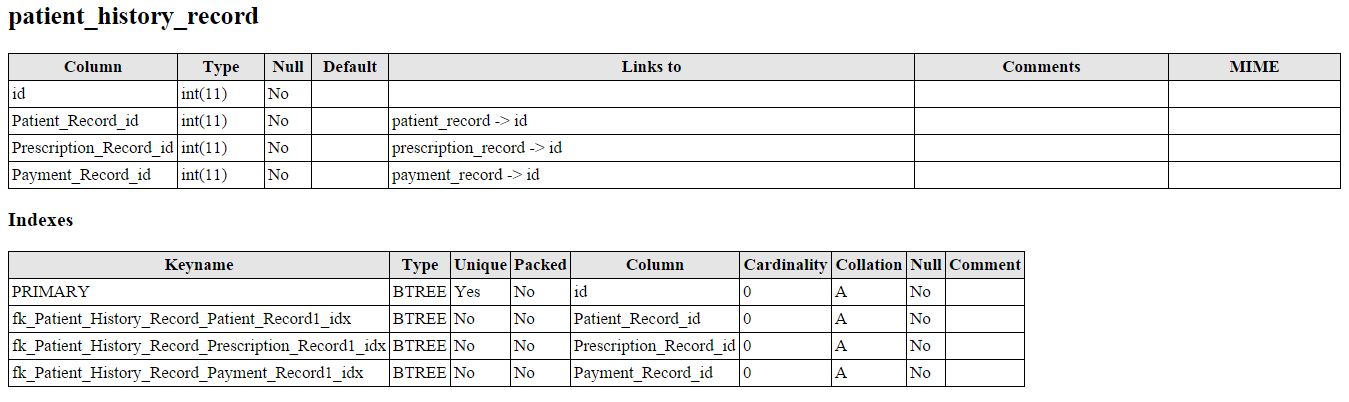 patient_history_record
Column Type Null Default Links to Comments MIME
id int(11) No
Patient_Record_id int(11) No patient_record -> id
Prescription_Record_id int(11) No prescription_record -> id
Payment_Record_id int(11) No payment_record -> id
Indexes
Keyname Type Unique Packed Column Cardinality Collation Null Comment
PRIMARY BTREE Yes No id 0 A No
fk_Patient_History_Record_Patient_Record1_idx BTREE No No Patient_Record_id 0 A No
fk_Patient_History_Record_Prescription_Record1_idx BTREE No No Prescription_Record_id 0 A No
fk_Patient_History_Record_Payment_Record1_idx BTREE No No Payment_Record_id 0 A No